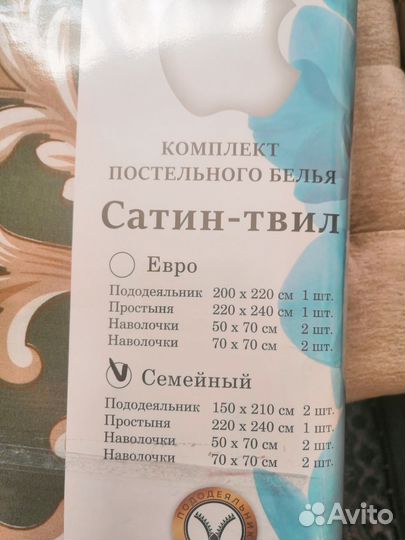 КОМПЛЕКТ
ПОСТЕЛЬНОГО БЕЛЬЯ
Сатин-твил
Евро
Пододеяльник 200 х 220 см 1 шт.
Простыня 220 х 240 см 1 шт.
Наволочки 50 х 70 см 2 шт.
Наволочки 70 х 70 см 2 шт.
Семейный
Пододеяльник 150 х 210 см 2 шт.
Простыня 220 х 240 см 1 шт.
Наволочки 50 х 70 см 2 шт.
Наволочки 70 х 70 см 2 шт.
ПОДОДЕЯЛЬНИК
Avito